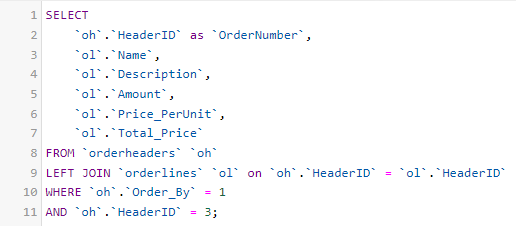 1 SELECT
2 `oh`.`HeaderID` as `OrderNumber`,
3 `ol`.`Name`,
4 `ol`.`Description`,
5 `ol`.`Amount`,
6 `ol`.`Price_PerUnit`,
7 `ol`.`Total_Price`
8 FROM `orderheaders` `oh`
9 LEFT JOIN `orderlines` `ol` on `oh`.`HeaderID` = `ol`.`HeaderID`
10 WHERE `oh`.`Order_By` = 1
11 AND `oh`.`HeaderID` = 3;